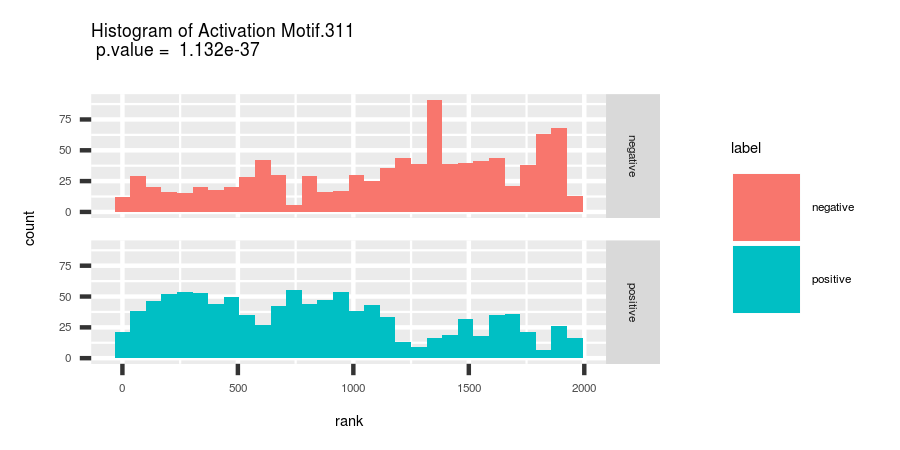 Histogram of Activation Motif.311
p.value = 1.132e-37
count
75
50
25
0
negative
75
50
25
0
positive
0 500 1000 1500 2000
rank
label
negative
positive